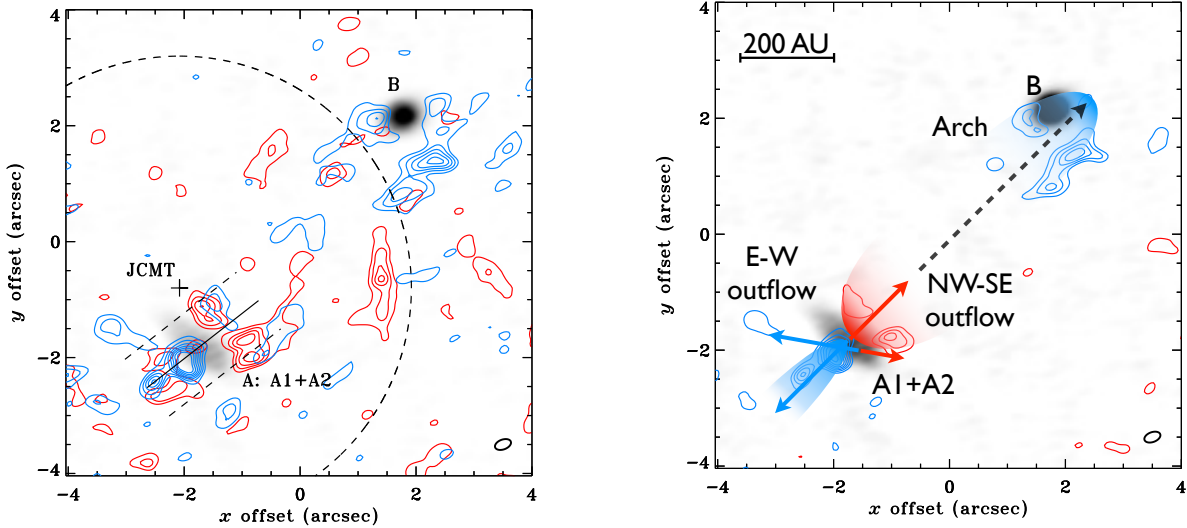 4
2
0
−2
−4
−4
−2
0
2
4
y offset (arcsec)
x offset (arcsec)
B
JCMT
A: A1+A2
4
2
0
−2
−4
−4
−2
0
2
4
y offset (arcsec)
x offset (arcsec)
200 AU
B
Arch
E-W
outflow
NW-SE
outflow
A1+A2